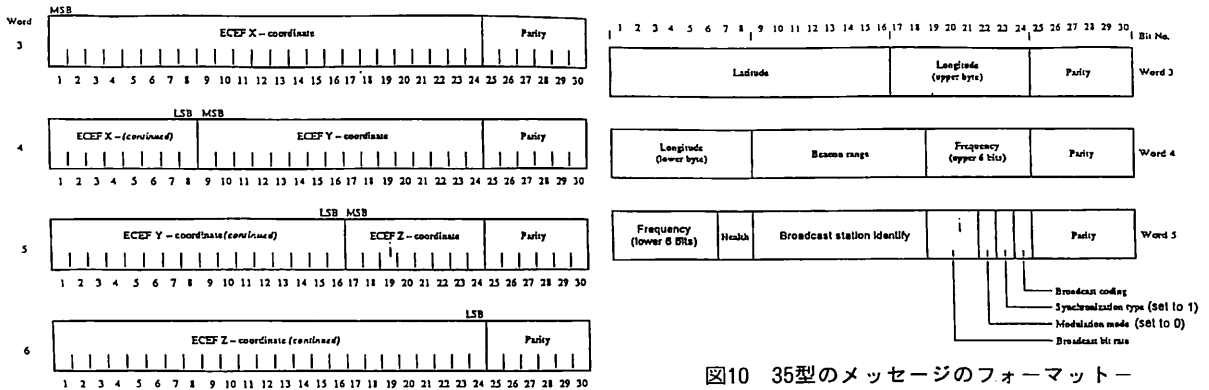 Word
MSB
3
ECEF X – coordinate
Parity
1 2 3 4 5 6 7 8 9 10 11 12 13 14 15 16 17 18 19 20 21 22 23 24 25 26 27 28 29 30
LSB MSB
4
ECEF X – (continued)
ECEF Y – coordinate
Parity
1 2 3 4 5 6 7 8 9 10 11 12 13 14 15 16 17 18 19 20 21 22 23 24 25 26 27 28 29 30
LSB MSB
5
ECEF Y – coordinate (continued)
ECEF Z – coordinate
Parity
1 2 3 4 5 6 7 8 9 10 11 12 13 14 15 16 17 18 19 20 21 22 23 24 25 26 27 28 29 30
LSB
6
ECEF Z – coordinate (continued)
Parity
1 2 3 4 5 6 7 8 9 10 11 12 13 14 15 16 17 18 19 20 21 22 23 24 25 26 27 28 29 30
1 2 3 4 5 6 7 8 9 10 11 12 13 14 15 16 17 18 19 20 21 22 23 24 25 26 27 28 29 30
Bit No.
Latitude
Longitude
(upper byte)
Parity
Word 3
Longitude
(lower byte)
Beacon range
Frequency
(upper 6 bits)
Parity
Word 4
Frequency
(lower 6 bits)
Health
Broadcast station identify
Parity
Word 5
Broadcast coding
Synchronization type (set to 1)
Modulation mode (set to 0)
Broadcast bit rate
図10 35型のメッセージのフォーマットー